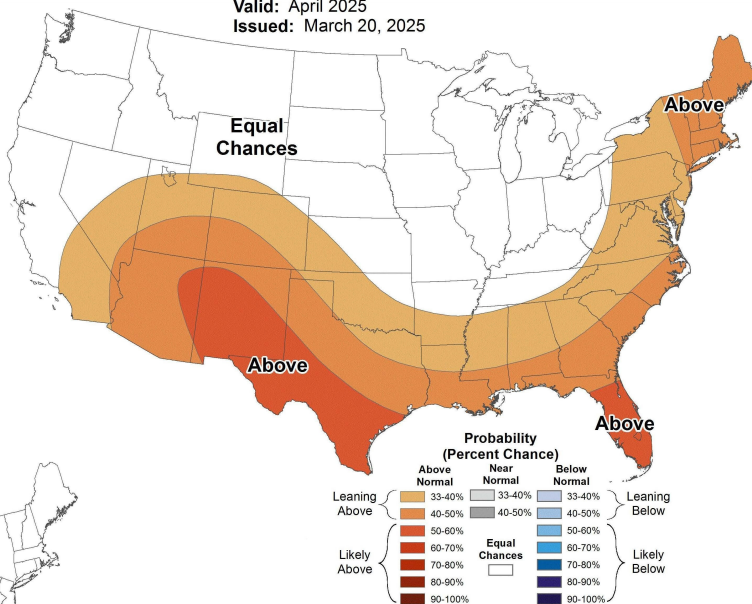 Valid: April 2025
Issued: March 20, 2025
Equal
Chances
Above
Above
Above
Probability
(Percent Chance)
Above
Normal
Near
Normal
Below
Normal
Leaning
Above
33-40%
33-40%
33-40%
Leaning
Below
40-50%
40-50%
40-50%
Likely
Above
50-60%
50-60%
Likely
Below
60-70%
Equal
Chances
60-70%
70-80%
70-80%
80-90%
80-90%
90-100%
90-100%